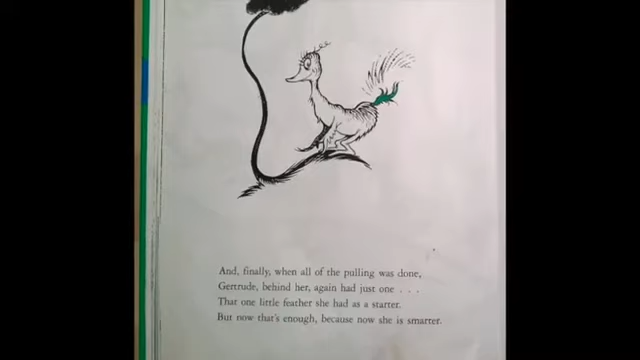 And, finally, when all of the pulling was done,
Gertrude, behind her, again had just one . . .
That one little feather she had as a starter.
But now that's enough, because now she is smarter.